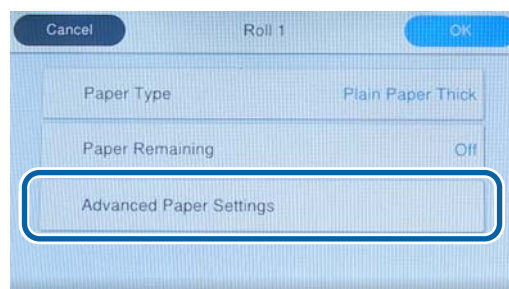 Cancel Roll 1 OK
Paper Type Plain Paper Thick
Paper Remaining Off
Advanced Paper Settings